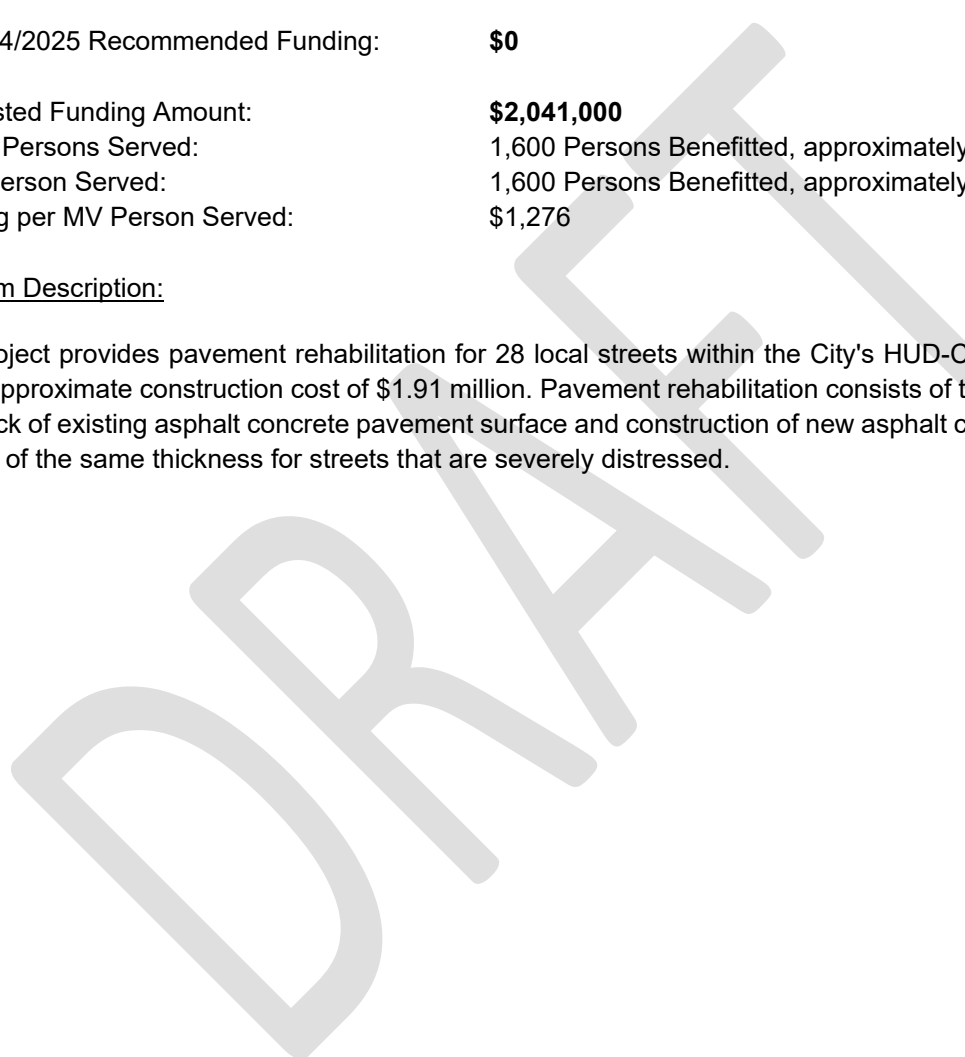 4/2025 Recommended Funding: $0
sted Funding Amount: $2,041,000
Persons Served: 1,600 Persons Benefitted, approximately
erson Served: 1,600 Persons Benefitted, approximately
g per MV Person Served: $1,276
m Description:
oject provides pavement rehabilitation for 28 local streets within the City's HUD-C
pproximate construction cost of $1.91 million. Pavement rehabilitation consists of t
ck of existing asphalt concrete pavement surface and construction of new asphalt c
of the same thickness for streets that are severely distressed.
DRAFT